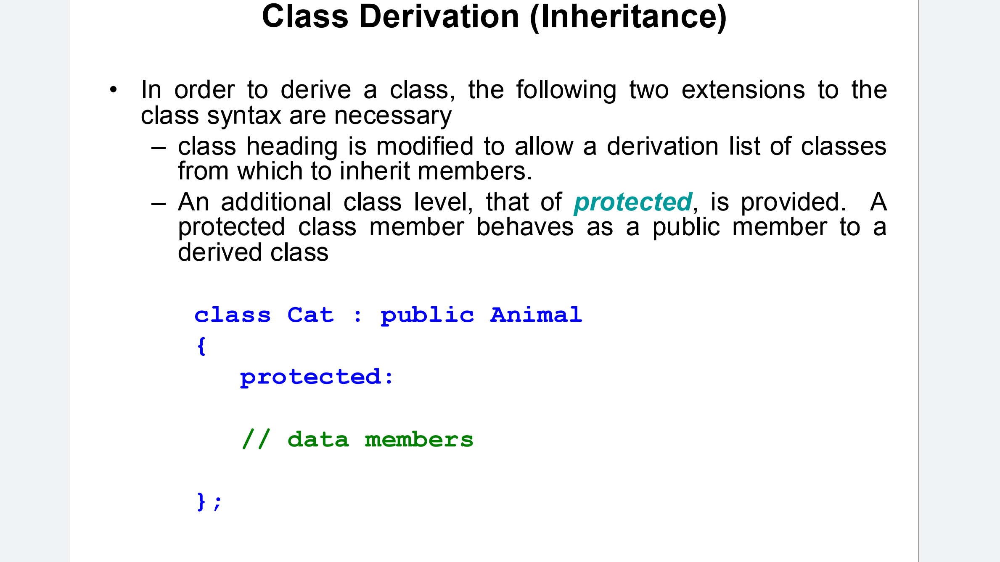 Class Derivation (Inheritance)
• In order to derive a class, the following two extensions to the
class syntax are necessary
– class heading is modified to allow a derivation list of classes
from which to inherit members.
– An additional class level, that of protected, is provided. A
protected class member behaves as a public member to a
derived class
class Cat : public Animal
{
protected:
// data members
};